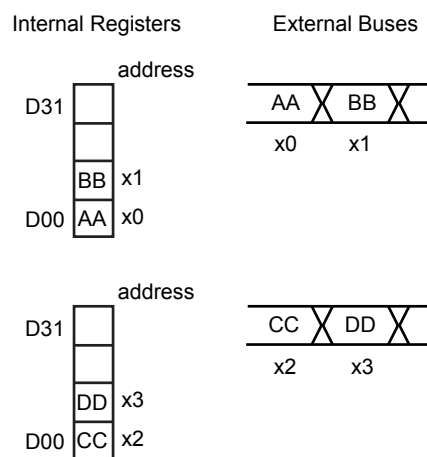 Internal Registers External Buses
address
D31 AA BB
x0 x1
BB x1
D00 AA x0
address
D31 CC DD
x2 x3
DD x3
D00 CC x2